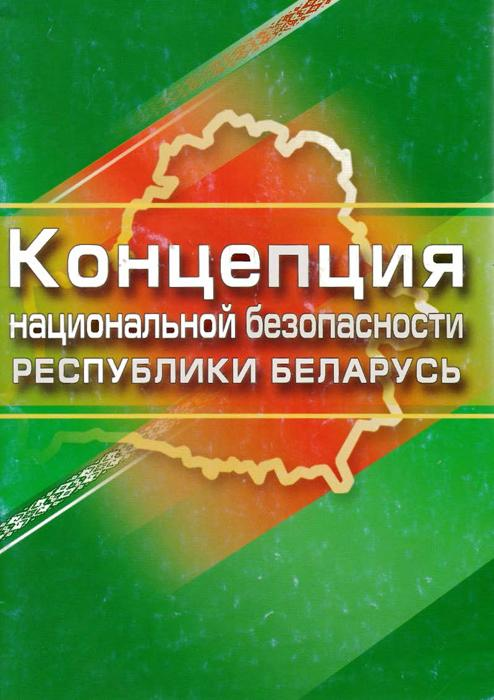 Концепция
национальной безопасности
РЕСПУБЛИКИ БЕЛАРУСЬ